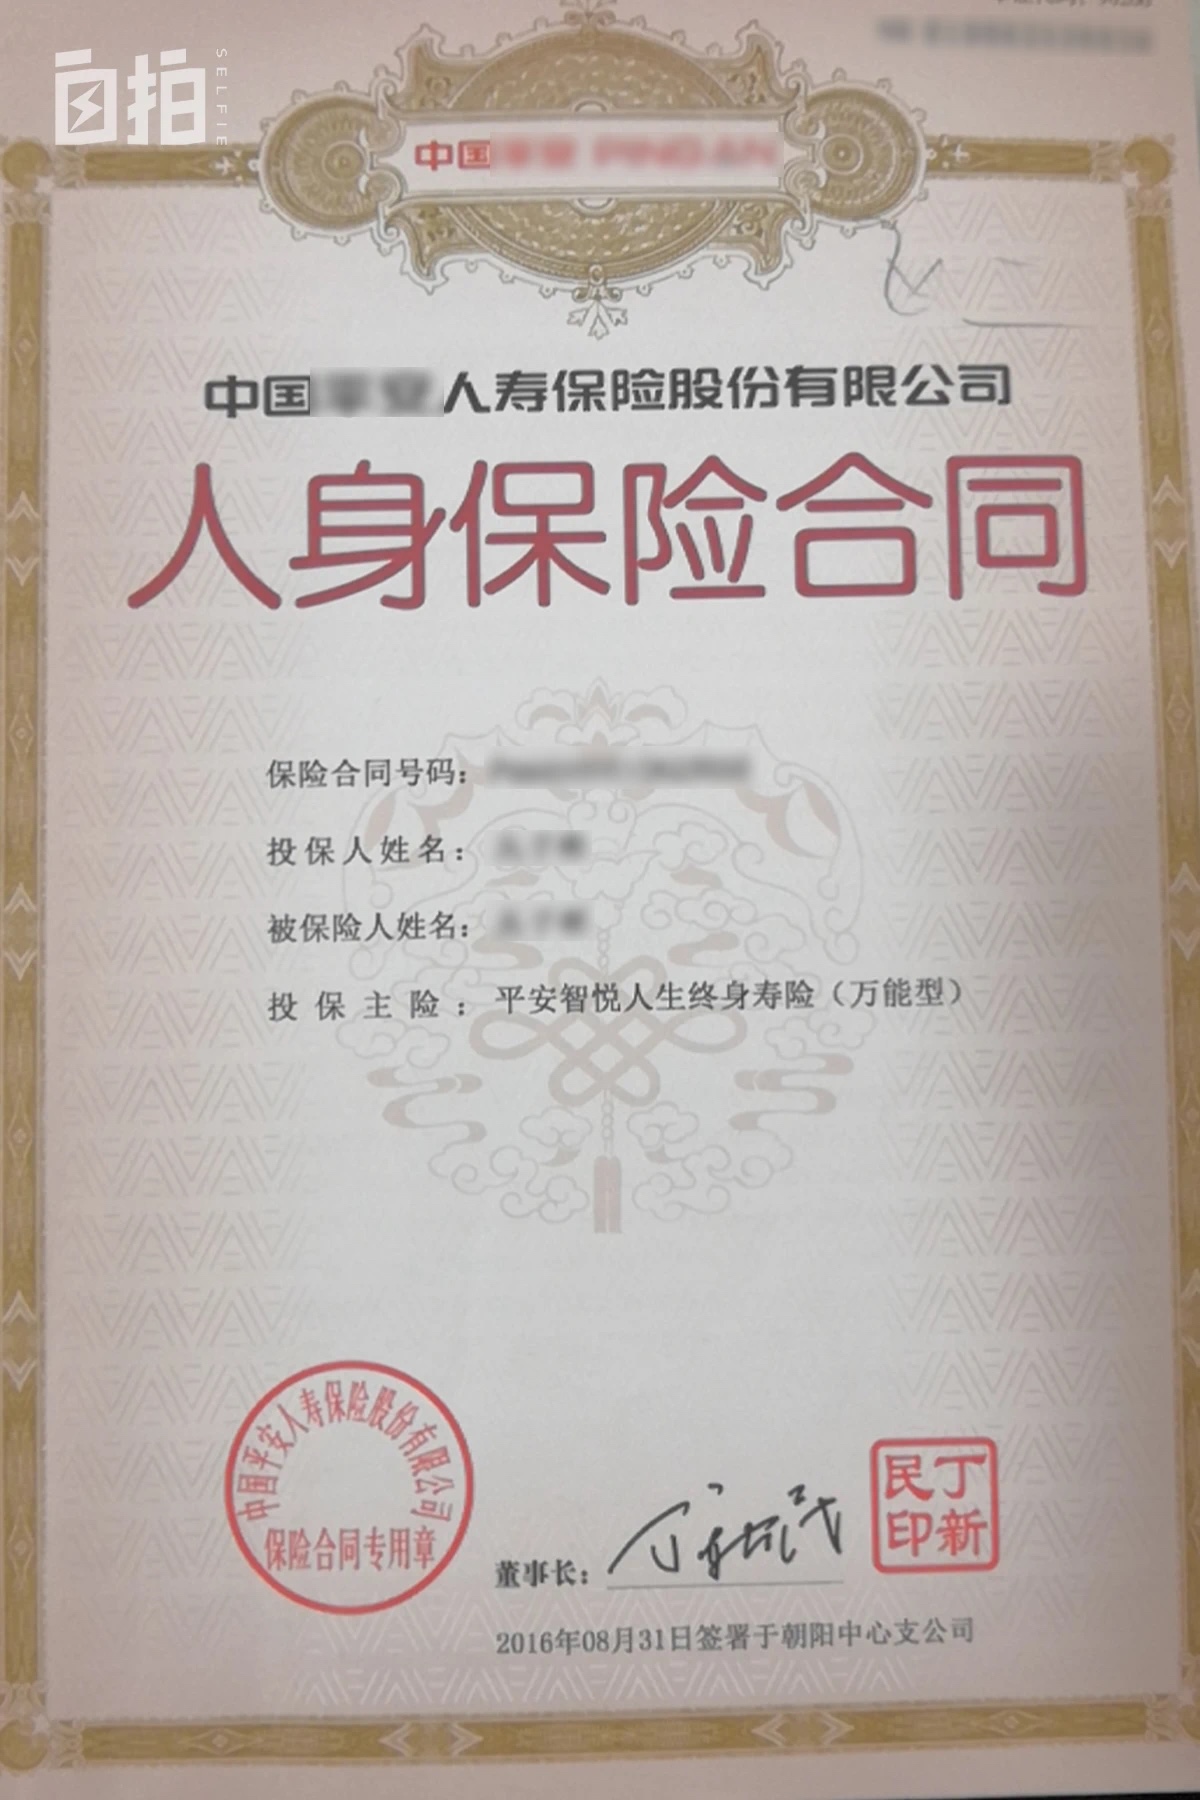 自拍
SELFIE
中国
中国 人寿保险股份有限公司
人身保险合同
保险合同号码：
投保人姓名：
被保险人姓名：
投保主险：平安智悦人生终身寿险（万能型）
中国平安人寿保险股份有限公司
保险合同专用章
董事长：
丁新
民印
2016年08月31日签署于朝阳中心支公司